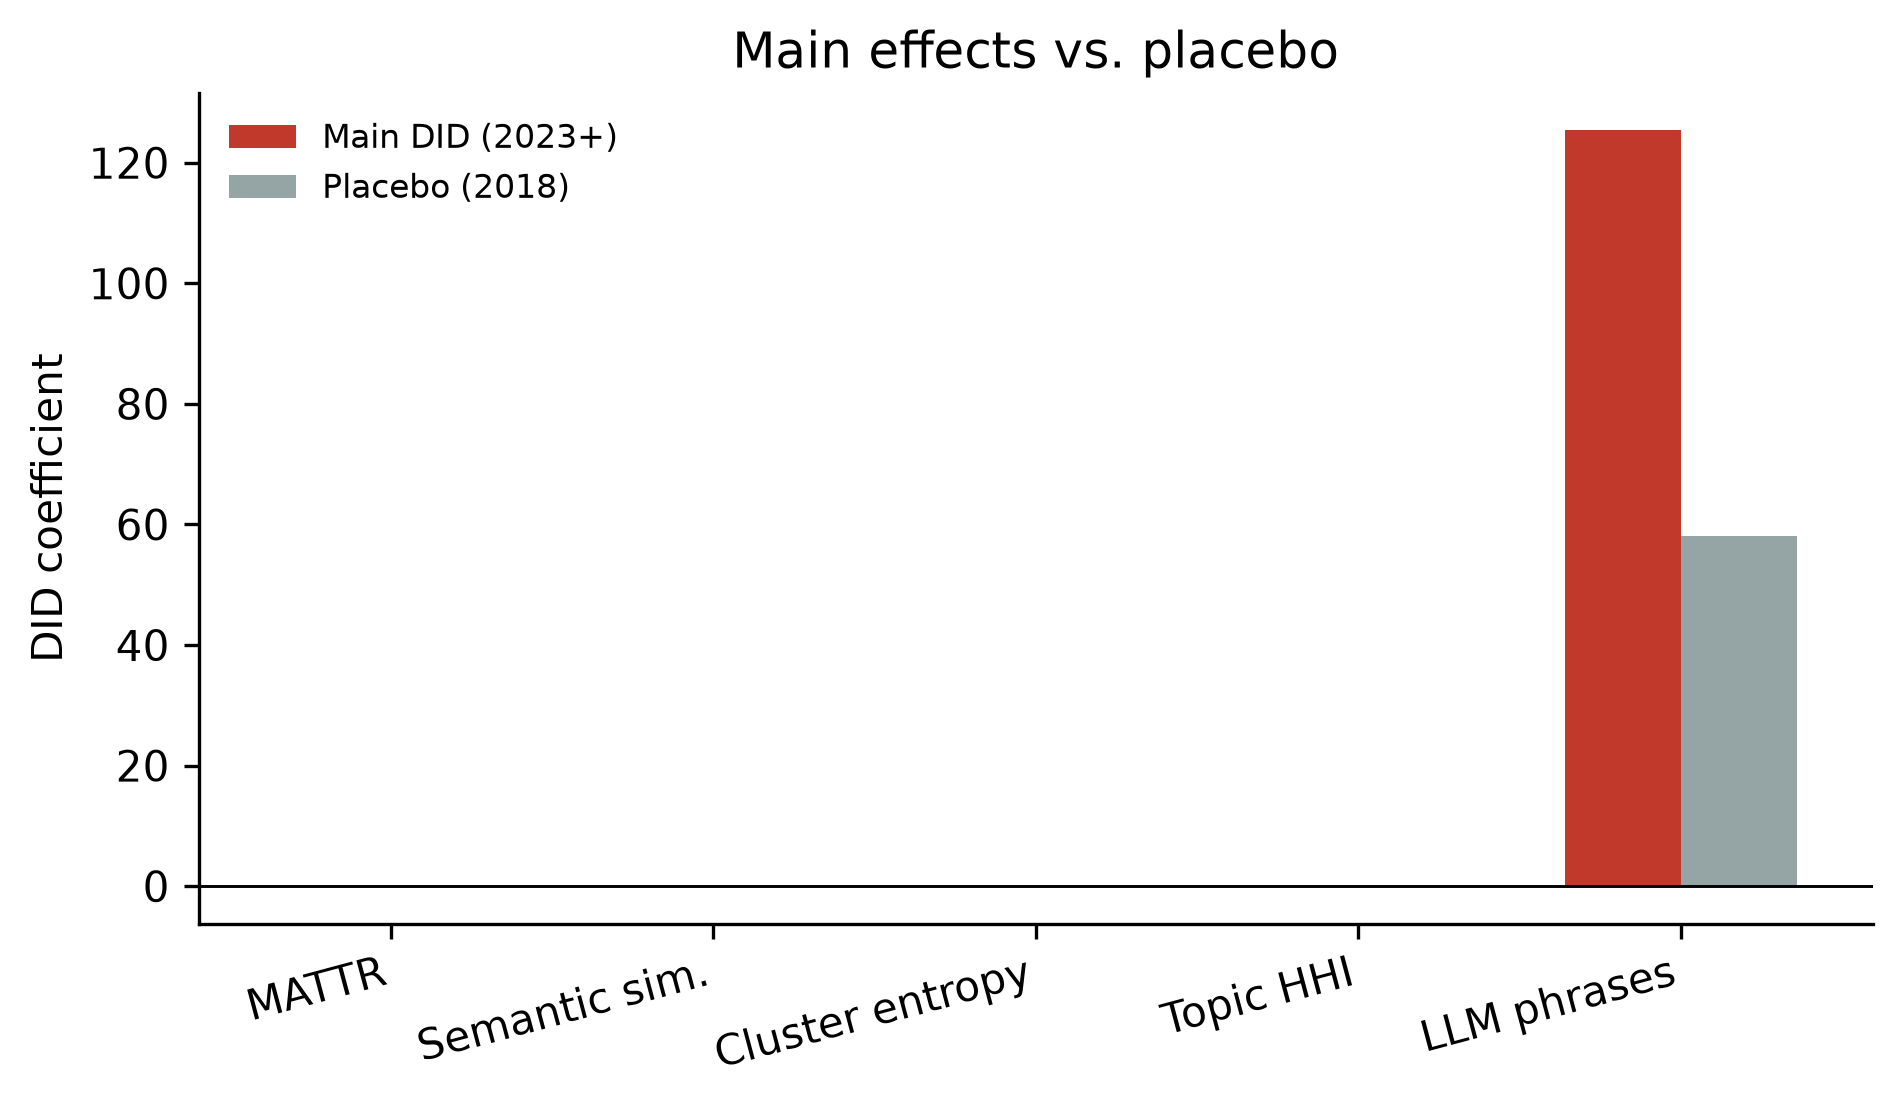 Main effects vs. placebo
Main DID (2023+)
Placebo (2018)
DID coefficient
120
100
80
60
40
20
0
MATTR
Semantic sim.
Cluster entropy
Topic HHI
LLM phrases